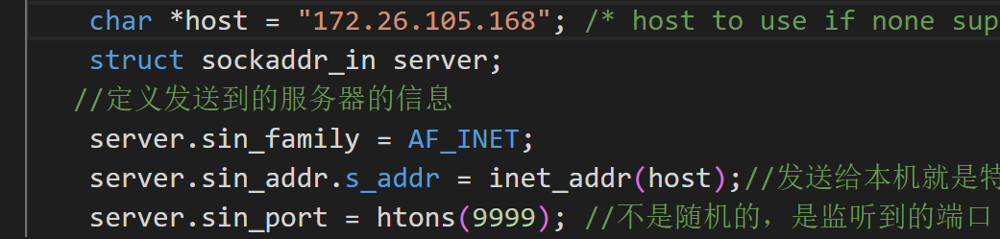 char *host = "172.26.105.168"; /* host to use if none sup
struct sockaddr_in server;
//定义发送到的服务器的信息
server.sin_family = AF_INET;
server.sin_addr.s_addr = inet_addr(host);//发送给本机就是特
server.sin_port = htons(9999); //不是随机的，是监听到的端口